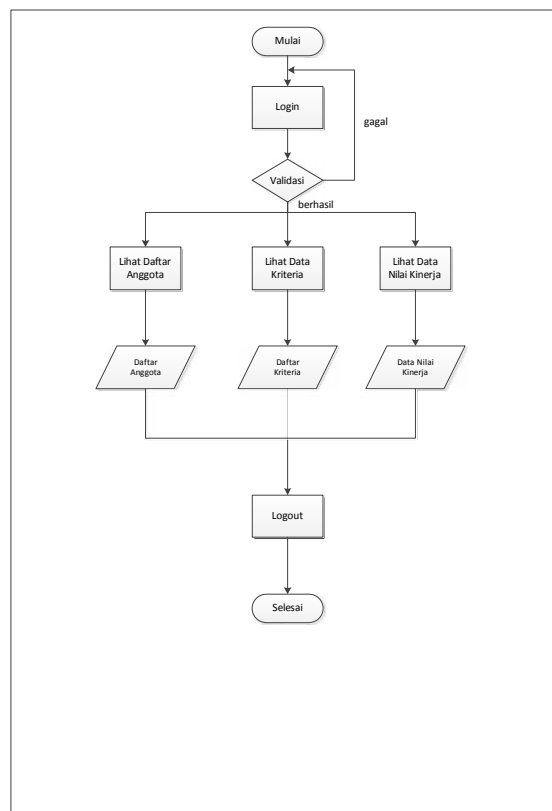 Mulai
Login
gagal
Validasi
berhasil
Lihat Daftar
Anggota
Lihat Data
Kriteria
Lihat Data
Nilai Kinerja
Daftar
Anggota
Daftar
Kriteria
Data Nilai
Kinerja
Logout
Selesai